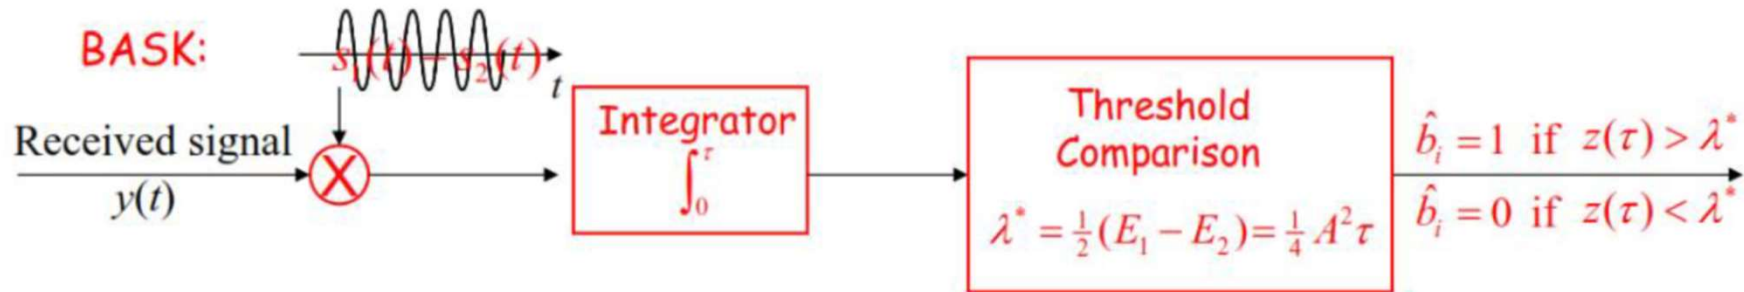 BASK:
s₁(t) − s₂(t)
t
Received signal
y(t)
X
Integrator
∫₀^τ
Threshold
Comparison
λ* = ½(E₁ − E₂)= ¼ A²τ
b̂ᵢ = 1 if z(τ) > λ*
b̂ᵢ = 0 if z(τ) < λ*